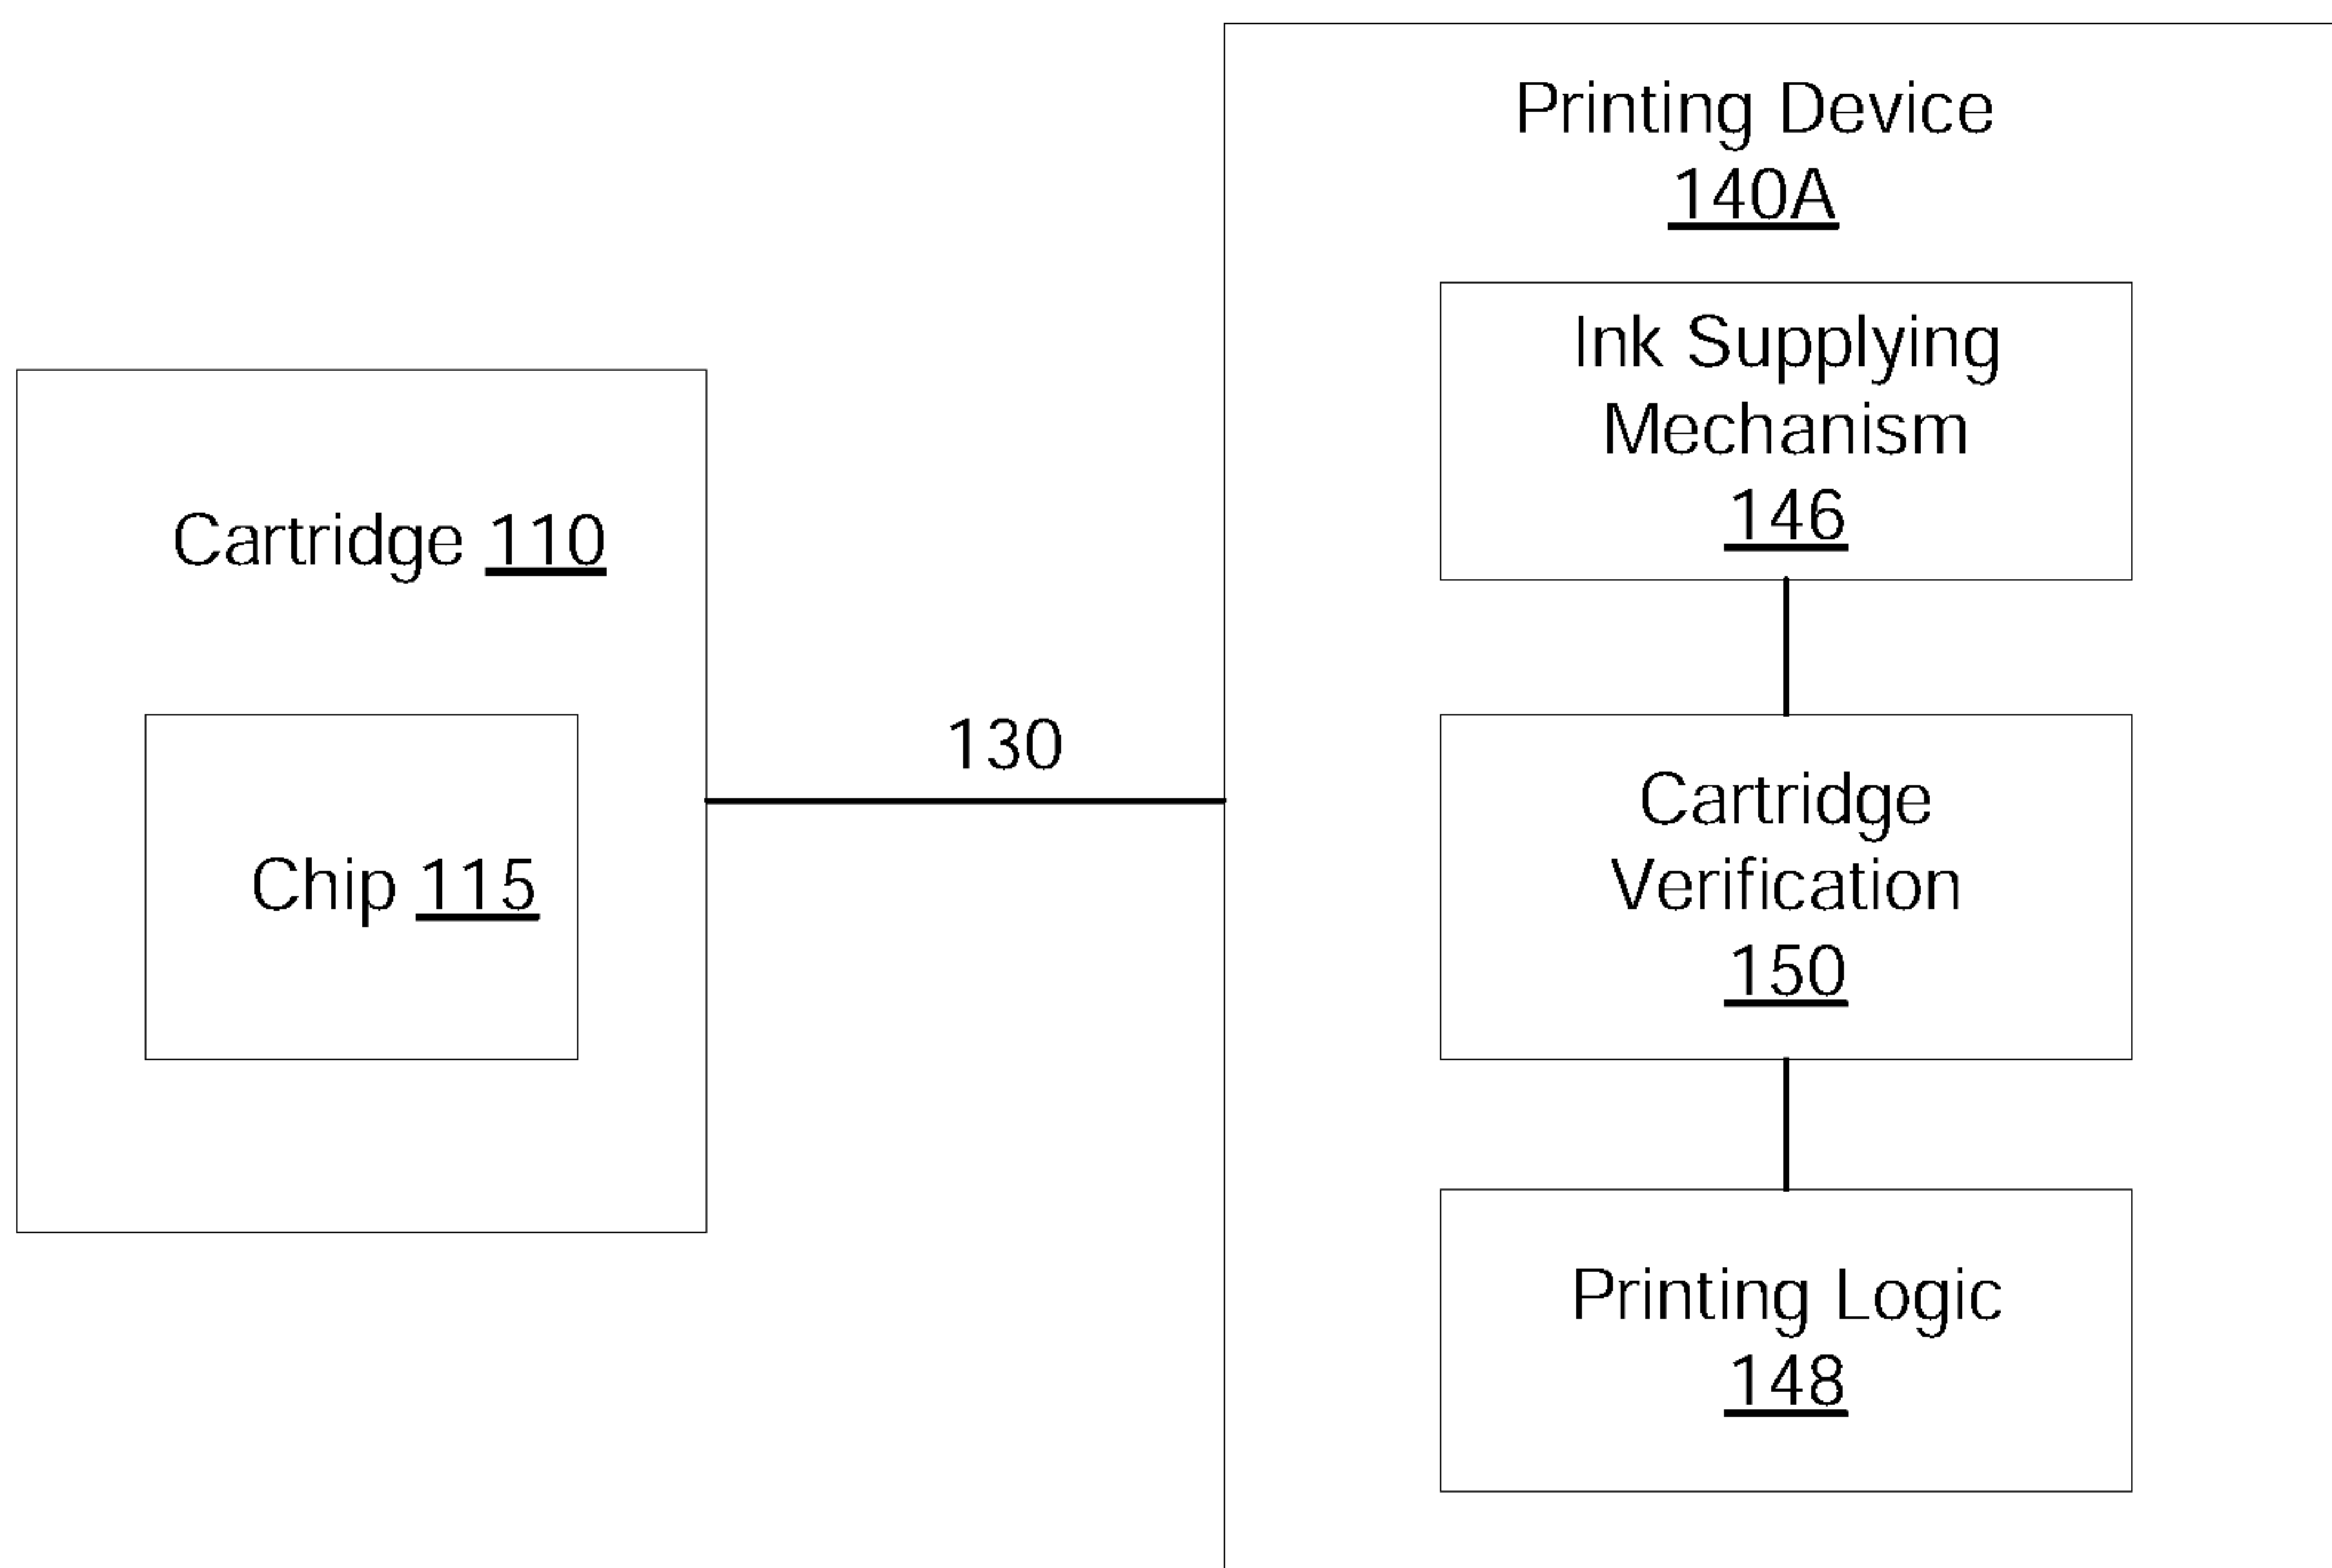 Cartridge 110
Chip 115
130
Printing Device
140A
Ink Supplying
Mechanism
146
Cartridge
Verification
150
Printing Logic
148